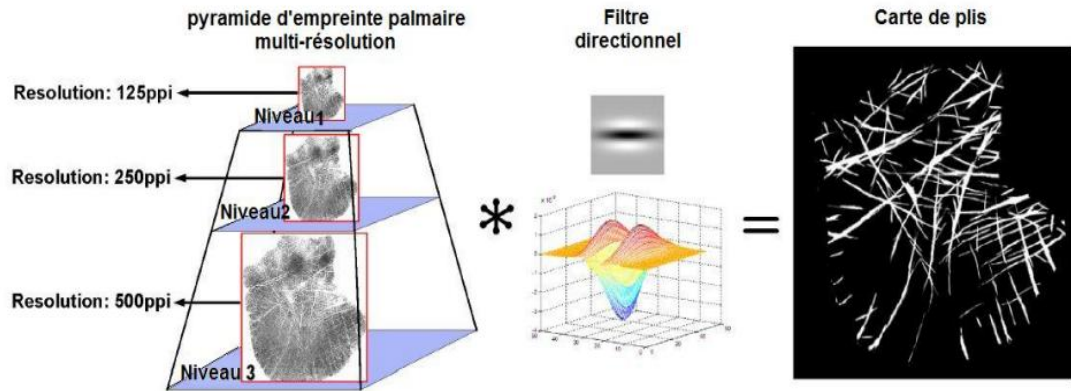 pyramide d'empreinte palmaire
multi-résolution
Resolution: 125ppi
Niveau1
Resolution: 250ppi
Niveau2
Resolution: 500ppi
Niveau 3
*
Filtre
directionnel
=
Carte de plis